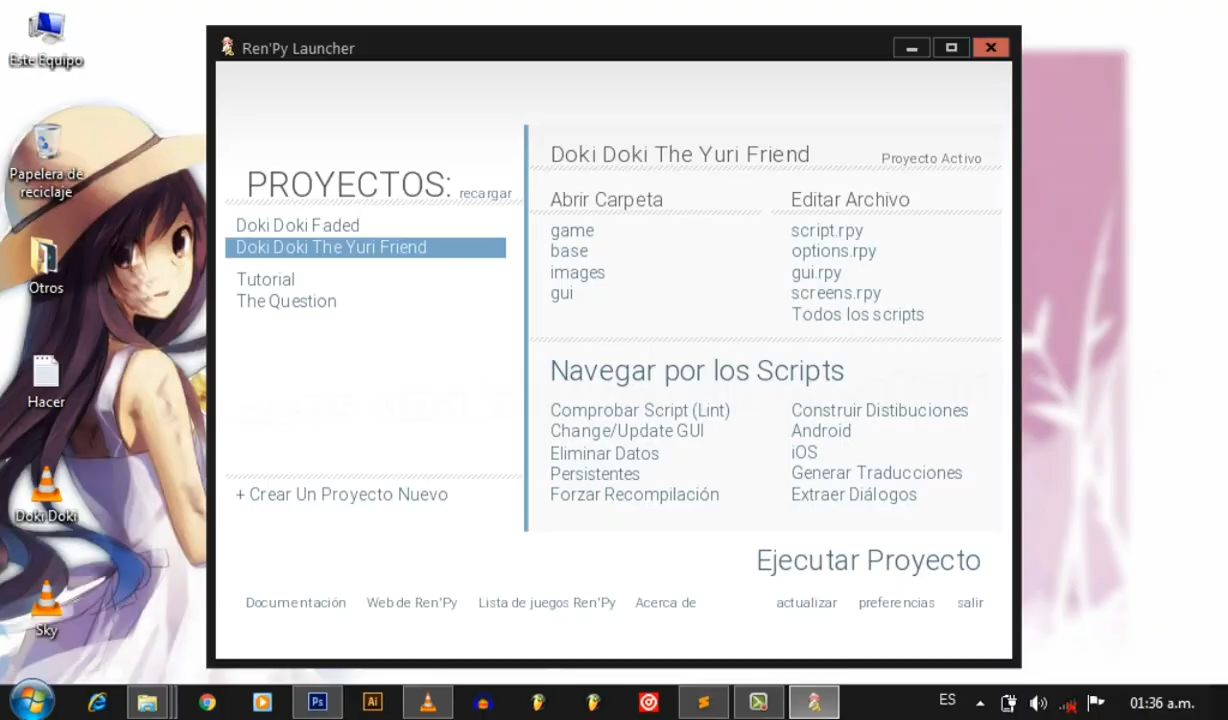 Este Equipo
Papelera de
reciclaje
Otros
Hacer
Doki Doki
Sky
Ren'Py Launcher
PROYECTOS: recargar
Doki Doki Faded
Doki Doki The Yuri Friend
Tutorial
The Question
+ Crear Un Proyecto Nuevo
Doki Doki The Yuri Friend
Proyecto Activo
Abrir Carpeta
game
base
images
gui
Editar Archivo
script.rpy
options.rpy
gui.rpy
screens.rpy
Todos los scripts
Navegar por los Scripts
Comprobar Script (Lint)
Change/Update GUI
Eliminar Datos
Persistentes
Forzar Recompilación
Construir Distibuciones
Android
iOS
Generar Traducciones
Extraer Diálogos
Ejecutar Proyecto
Documentación
Web de Ren'Py
Lista de juegos Ren'Py
Acerca de
actualizar
preferencias
salir
Ps
Ai
ES
01:36 a.m.